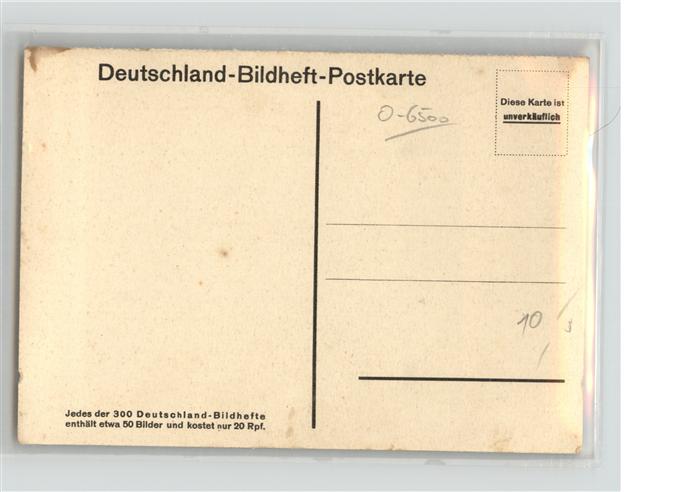 Deutschland-Bildheft-Postkarte
O-6500
Diese Karte ist
unverkäuflich
10
Jedes der 300 Deutschland-Bildhefte
enthält etwa 50 Bilder und kostet nur 20 Rpf.